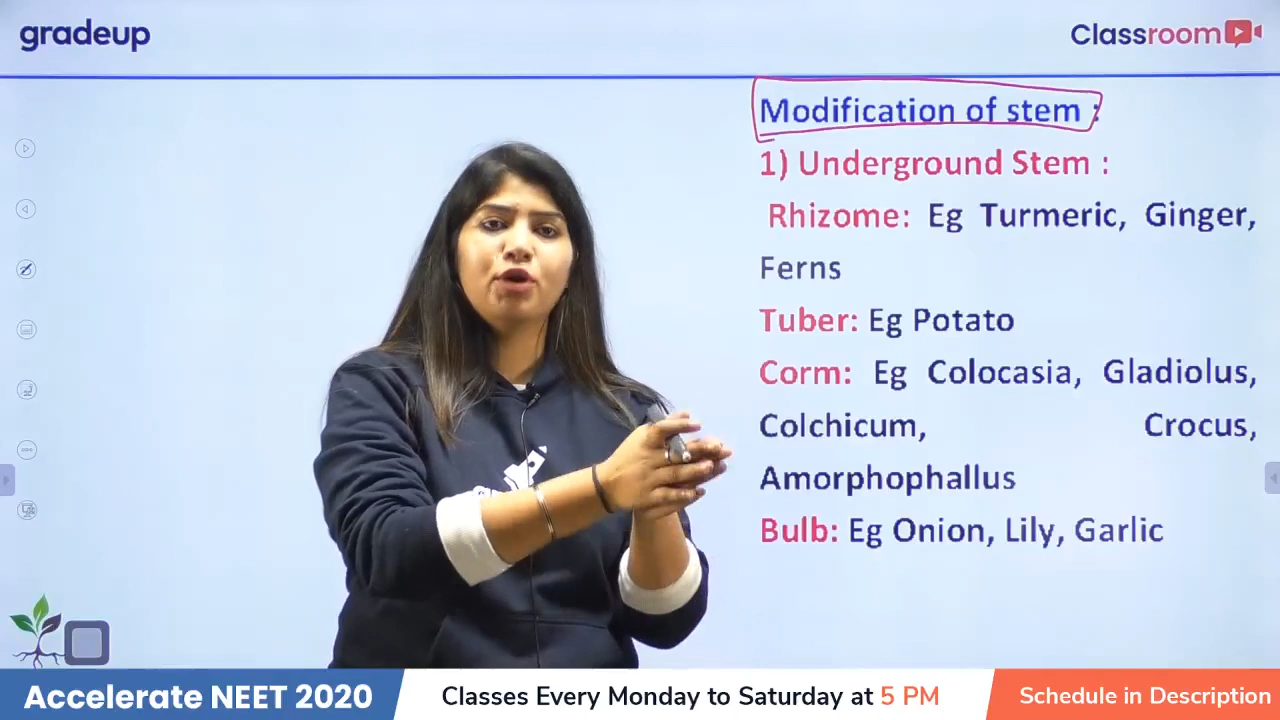 gradeup
Classroom
Modification of stem :
1) Underground Stem :
Rhizome: Eg Turmeric, Ginger,
Ferns
Tuber: Eg Potato
Corm: Eg Colocasia, Gladiolus,
Colchicum, Crocus,
Amorphophallus
Bulb: Eg Onion, Lily, Garlic
Accelerate NEET 2020
Classes Every Monday to Saturday at 5 PM
Schedule in Description